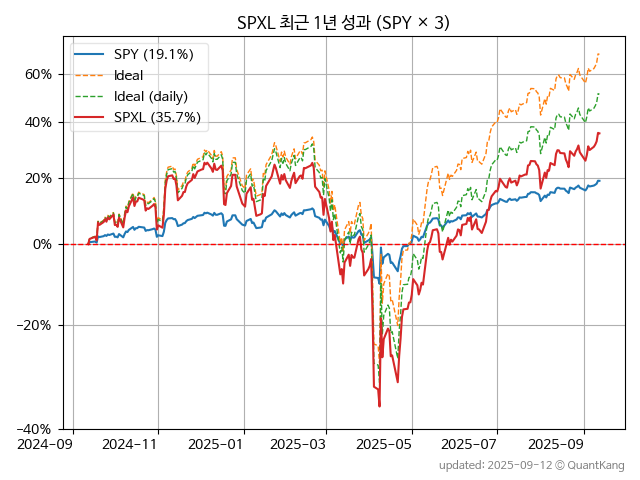 SPXL 최근 1년 성과 (SPY × 3)
SPY (19.1%)
Ideal
Ideal (daily)
SPXL (35.7%)
60%
40%
20%
0%
−20%
−40%
2024-09 2024-11 2025-01 2025-03 2025-05 2025-07 2025-09
updated: 2025-09-12 © QuantKang